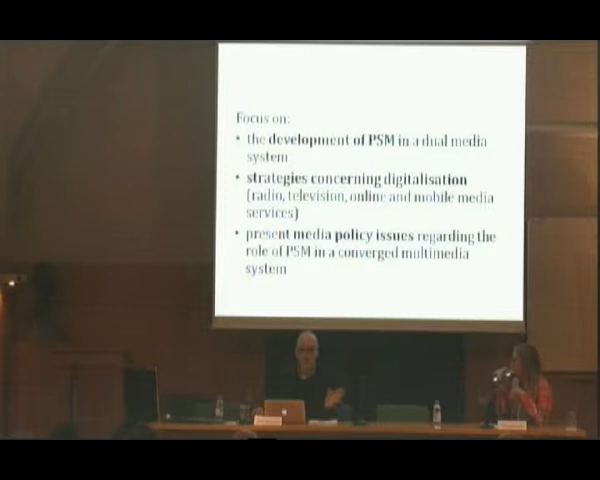 Focus on:
• the development of PSM in a dual media
system
• strategies concerning digitalisation
(radio, television, online and mobile media
services)
• present media policy issues regarding the
role of PSM in a converged multimedia
system